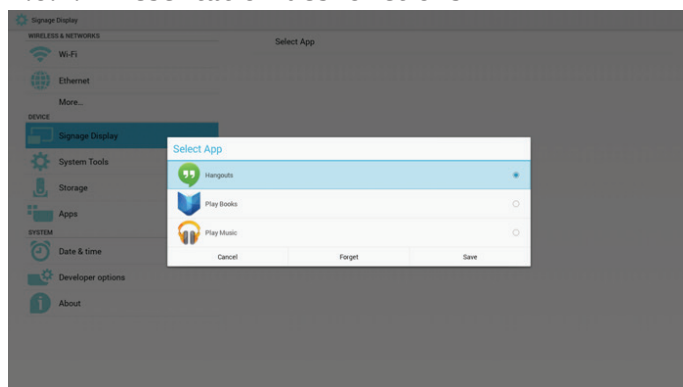 Signage Display
WIRELESS & NETWORKS
Wi-Fi
Ethernet
More...
DEVICE
Signage Display
System Tools
Storage
Apps
SYSTEM
Date & time
Developer options
About
Select App
Select App
Hangouts
Play Books
Play Music
Cancel
Forget
Save